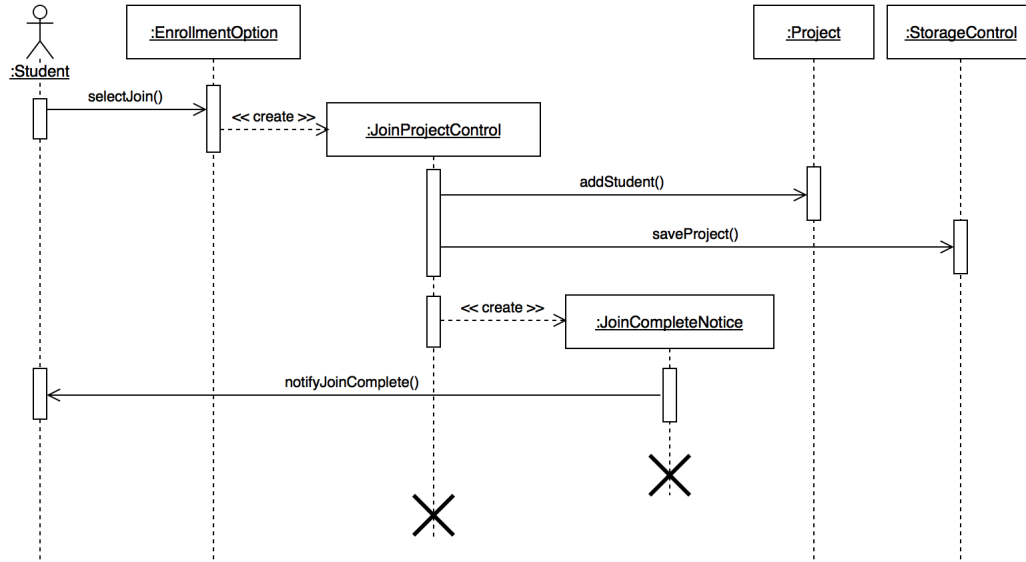 :Student
:EnrollmentOption
:Project
:StorageControl
selectJoin()
<< create >>
:JoinProjectControl
addStudent()
saveProject()
<< create >>
:JoinCompleteNotice
notifyJoinComplete()